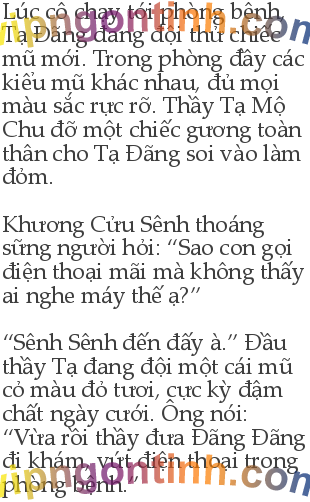 Lúc cô chạy tới phòng bệnh,
Tạ Đãng đang đội thử chiếc
mũ mới. Trong phòng đầy các
kiểu mũ khác nhau, đủ mọi
màu sắc rực rỡ. Thầy Tạ Mộ
Chu đỡ một chiếc gương toàn
thân cho Tạ Đãng soi vào làm
đỏm.
Khương Cửu Sênh thoáng
sững người hỏi: “Sao con gọi
điện thoại mãi mà không thấy
ai nghe máy thế ạ?”
“Sênh Sênh đến đấy à.” Đầu
thầy Tạ đang đội một cái mũ
cỏ màu đỏ tươi, cực kỳ đậm
chất ngày cưới. Ông nói:
“Vừa rồi thầy đưa Đãng Đãng
đi khám, vứt điện thoại trong
phòng bệnh.”
vipngontinh.com
vipngontinh.com